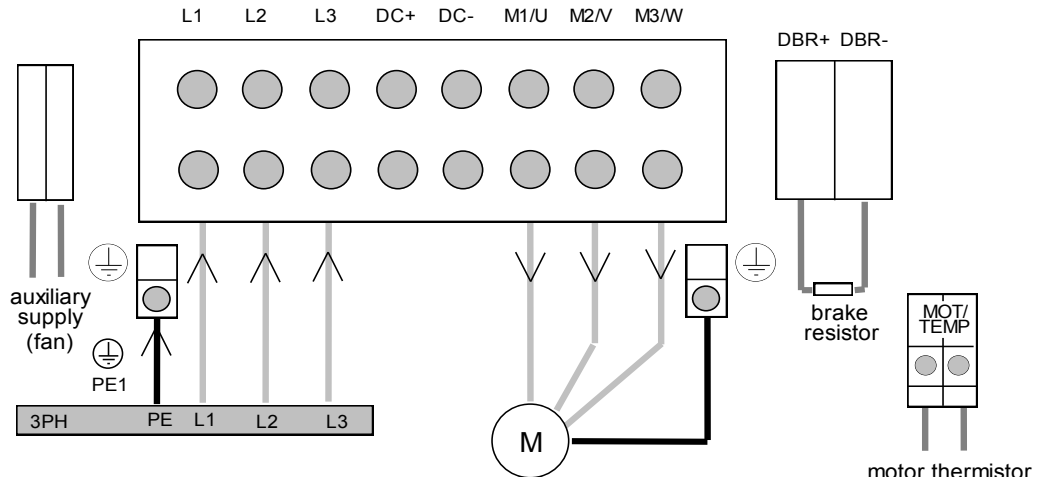 L1 L2 L3 DC+ DC- M1/U M2/V M3/W
DBR+ DBR-
auxiliary
supply
(fan)
PE1
3PH PE L1 L2 L3
M
brake
resistor
MOT/
TEMP
motor thermistor